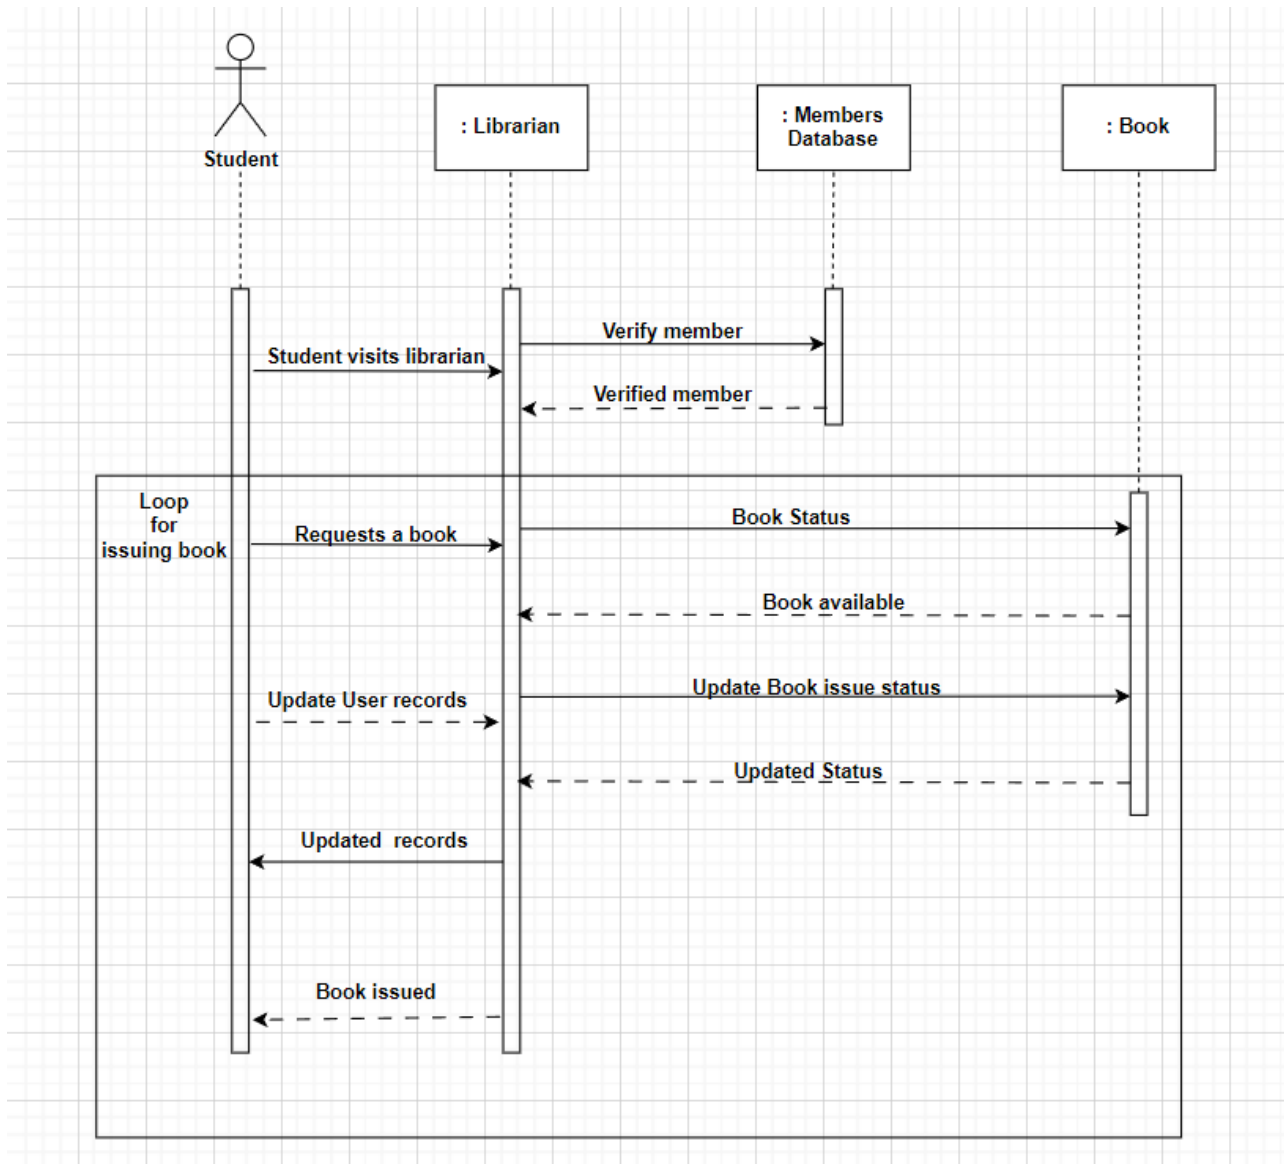 Student
: Librarian
: Members
Database
: Book
Verify member
Student visits librarian
Verified member
Loop
for
issuing book
Book Status
Requests a book
Book available
Update Book issue status
Update User records
Updated Status
Updated records
Book issued